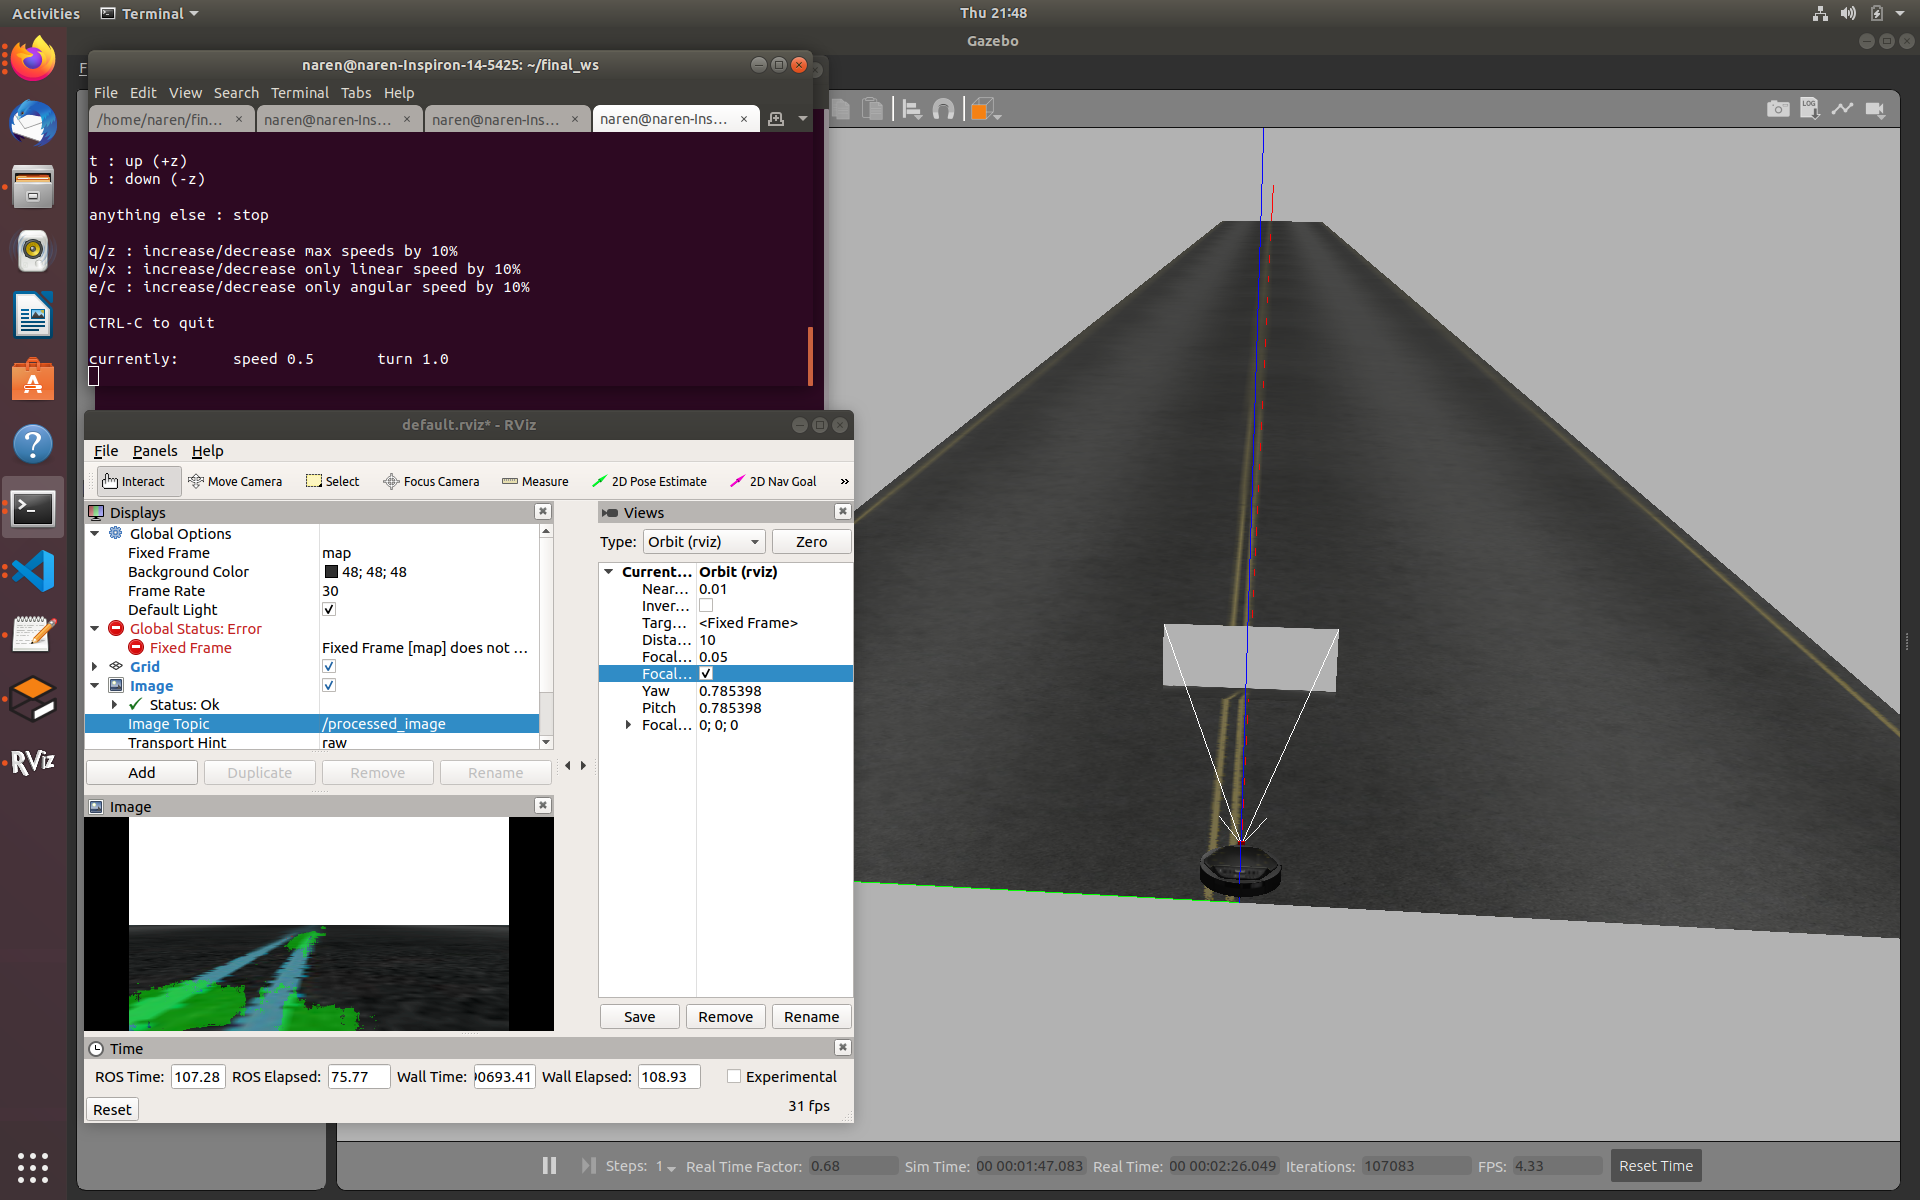 Activities
Terminal
Thu 21:48
Gazebo
naren@naren-Inspiron-14-5425: ~/final_ws
File Edit View Search Terminal Tabs Help
/home/naren/fin... × naren@naren-Ins... × naren@naren-Ins... × naren@naren-Ins... ×
t : up (+z)
b : down (-z)
anything else : stop
q/z : increase/decrease max speeds by 10%
w/x : increase/decrease only linear speed by 10%
e/c : increase/decrease only angular speed by 10%
CTRL-C to quit
currently: speed 0.5 turn 1.0
LOG
default.rviz* - RViz
File Panels Help
Interact Move Camera Select Focus Camera Measure 2D Pose Estimate 2D Nav Goal »
Displays
Global Options
Fixed Frame map
Background Color 48; 48; 48
Frame Rate 30
Default Light
Global Status: Error
Fixed Frame Fixed Frame [map] does not ...
Grid
Image
Status: Ok
Image Topic /processed_image
Transport Hint raw
Add Duplicate Remove Rename
Image
Views
Type: Orbit (rviz) Zero
Current... Orbit (rviz)
Near... 0.01
Inver...
Targ... <Fixed Frame>
Dista... 10
Focal... 0.05
Focal...
Yaw 0.785398
Pitch 0.785398
Focal... 0; 0; 0
Save Remove Rename
Time
ROS Time: 107.28 ROS Elapsed: 75.77 Wall Time: 90693.41 Wall Elapsed: 108.93 Experimental
Reset
31 fps
RViz
Steps: 1 Real Time Factor: 0.68 Sim Time: 00 00:01:47.083 Real Time: 00 00:02:26.049 Iterations: 107083 FPS: 4.33 Reset Time